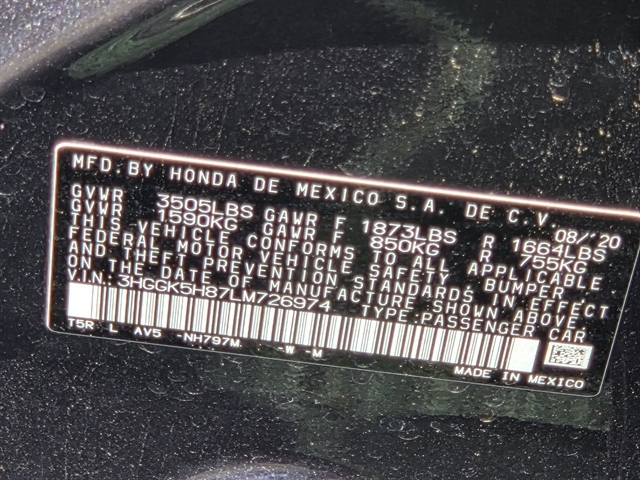 MFD. BY HONDA DE MEXICO S.A. DE C.V. 08/'20
GVWR 3505LBS GAWR F 1873LBS R 1664LBS
GVWR 1590KG GAWR F 850KG R 755KG
THIS VEHICLE CONFORMS TO ALL APPLICABLE
FEDERAL MOTOR VEHICLE SAFETY, BUMPER,
AND THEFT PREVENTION STANDARDS IN EFFECT
ON THE DATE OF MANUFACTURE SHOWN ABOVE.
V.I.N. 3HGGK5H87LM726974 TYPE:PASSENGER CAR
T5R L AV5 -NH797M -W -M
MADE IN MEXICO